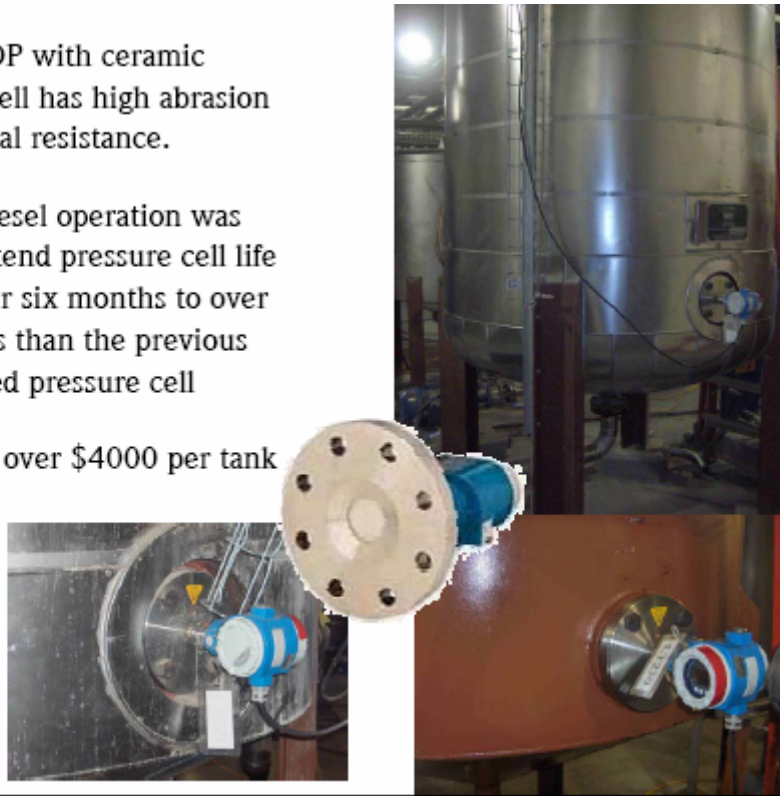 OP with ceramic
ell has high abrasion
al resistance.
esel operation was
tend pressure cell life
r six months to over
s than the previous
ed pressure cell
over $4000 per tank